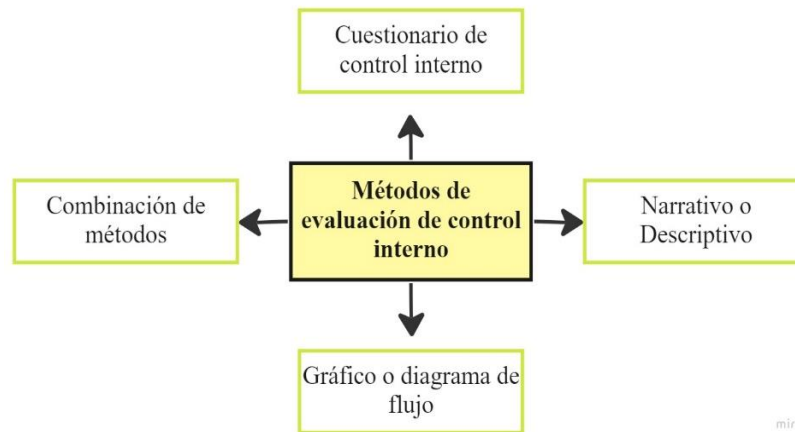 Cuestionario de
control interno
Combinación de
métodos
Métodos de
evaluación de control
interno
Narrativo o
Descriptivo
Gráfico o diagrama de
flujo